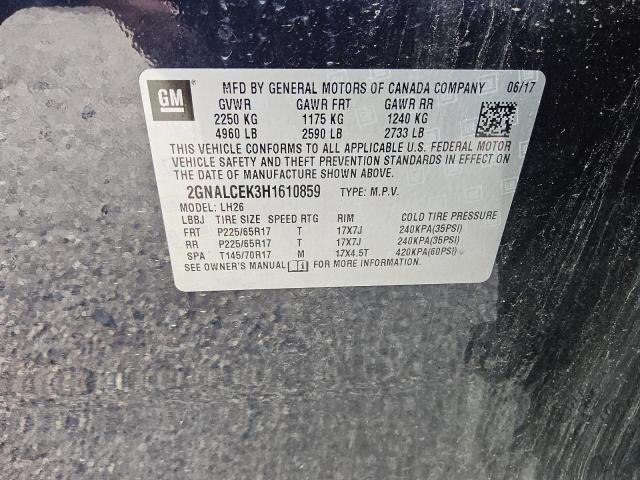 GM
MFD BY GENERAL MOTORS OF CANADA COMPANY 06/17
GVWR GAWR FRT GAWR RR
2250 KG 1175 KG 1240 KG
4960 LB 2590 LB 2733 LB
THIS VEHICLE CONFORMS TO ALL APPLICABLE U.S. FEDERAL MOTOR
VEHICLE SAFETY AND THEFT PREVENTION STANDARDS IN EFFECT ON
THE DATE OF MANUFACTURE SHOWN ABOVE.
2GNALCEK3H1610859 TYPE: M.P.V.
MODEL: LH26
LBBJ TIRE SIZE SPEED RTG RIM COLD TIRE PRESSURE
FRT P225/65R17 T 17X7J 240KPA(35PSI)
RR P225/65R17 T 17X7J 240KPA(35PSI)
SPA T145/70R17 M 17X4.5T 420KPA(60PSI)
SEE OWNER'S MANUAL FOR MORE INFORMATION.